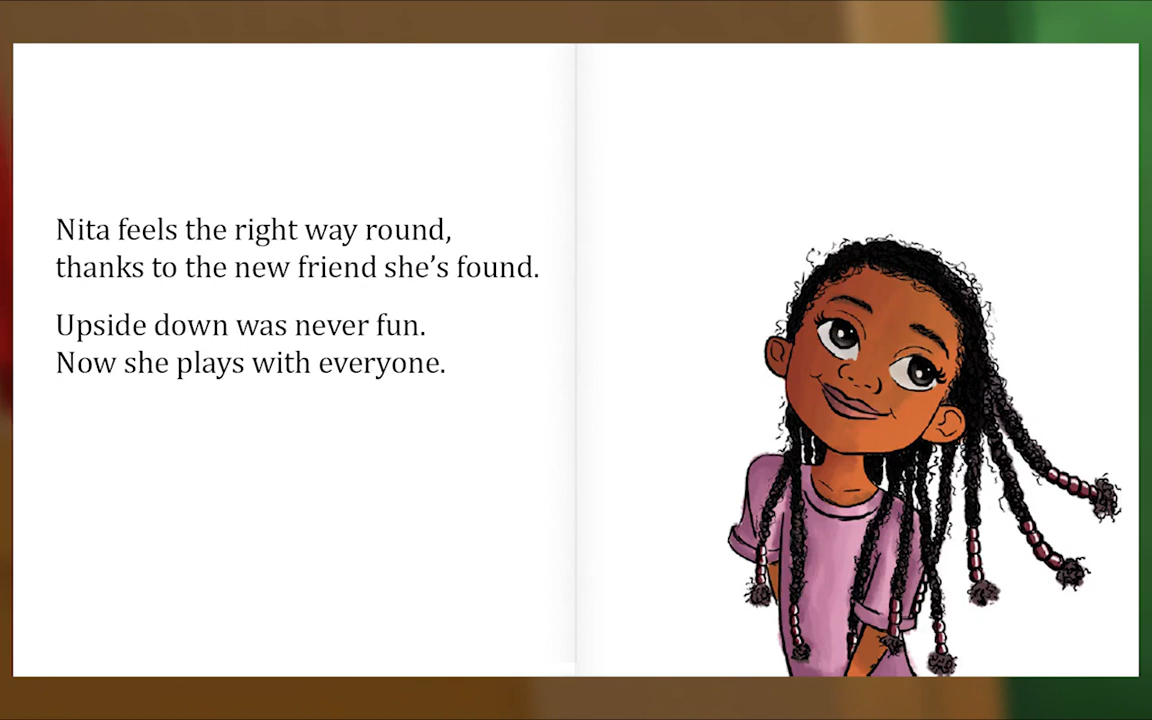 Nita feels the right way round,
thanks to the new friend she’s found.
Upside down was never fun.
Now she plays with everyone.